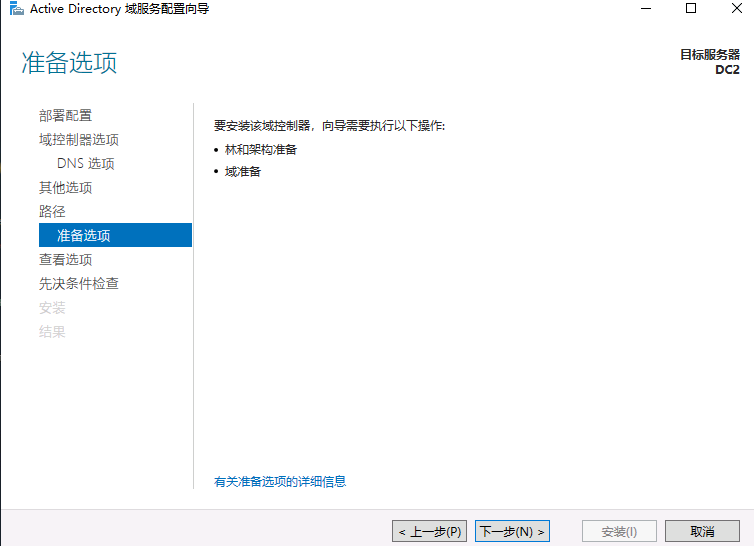 Active Directory 域服务配置向导
准备选项
目标服务器
DC2
部署配置
域控制器选项
DNS 选项
其他选项
路径
准备选项
查看选项
先决条件检查
安装
结果
要安装该域控制器，向导需要执行以下操作:
• 林和架构准备
• 域准备
有关准备选项的详细信息
< 上一步(P)
下一步(N) >
安装(I)
取消